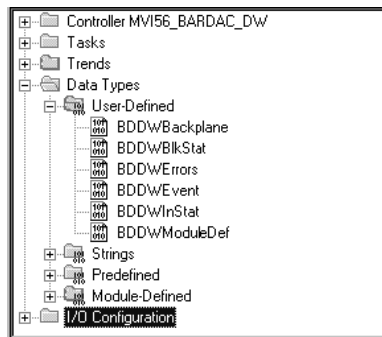 Controller MVI56_BARDAC_DW
Tasks
Trends
Data Types
User-Defined
BDDWBackplane
BDDWBlkStat
BDDWErrors
BDDWEvent
BDDWInStat
BDDWModuleDef
Strings
Predefined
Module-Defined
I/O Configuration